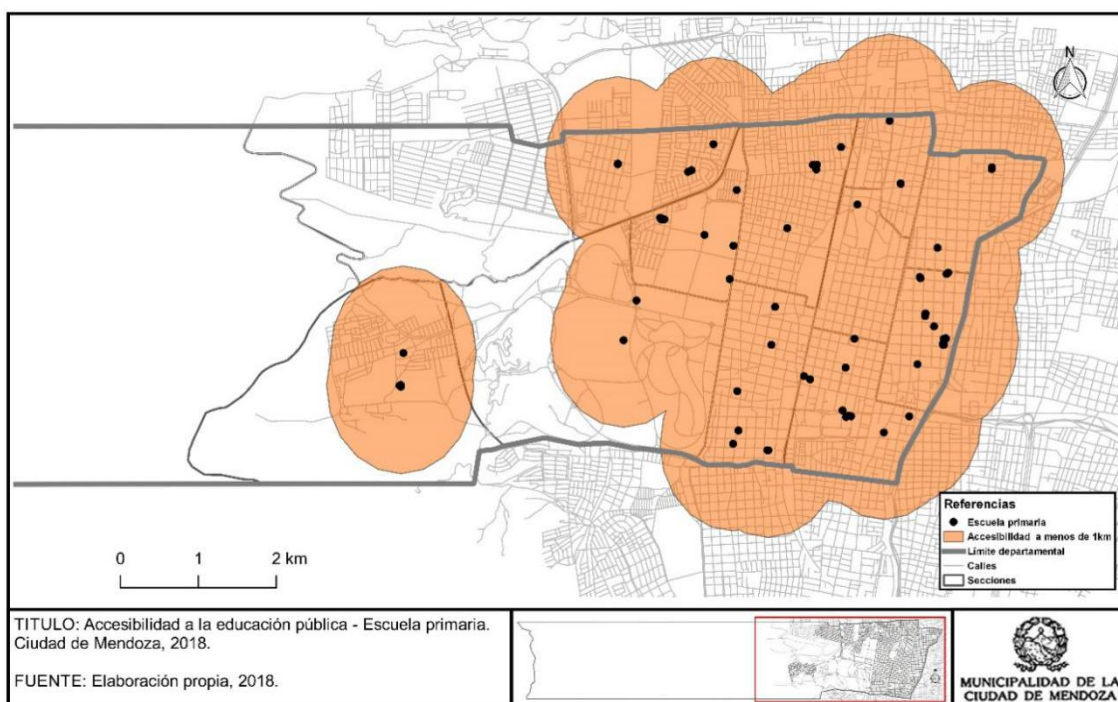 N
Referencias
Escuela primaria
Accesibilidad a menos de 1km
Límite departamental
Calles
Secciones
0 1 2 km
TITULO: Accesibilidad a la educación pública - Escuela primaria.
Ciudad de Mendoza, 2018.
FUENTE: Elaboración propia, 2018.
MUNICIPALIDAD DE LA
CIUDAD DE MENDOZA